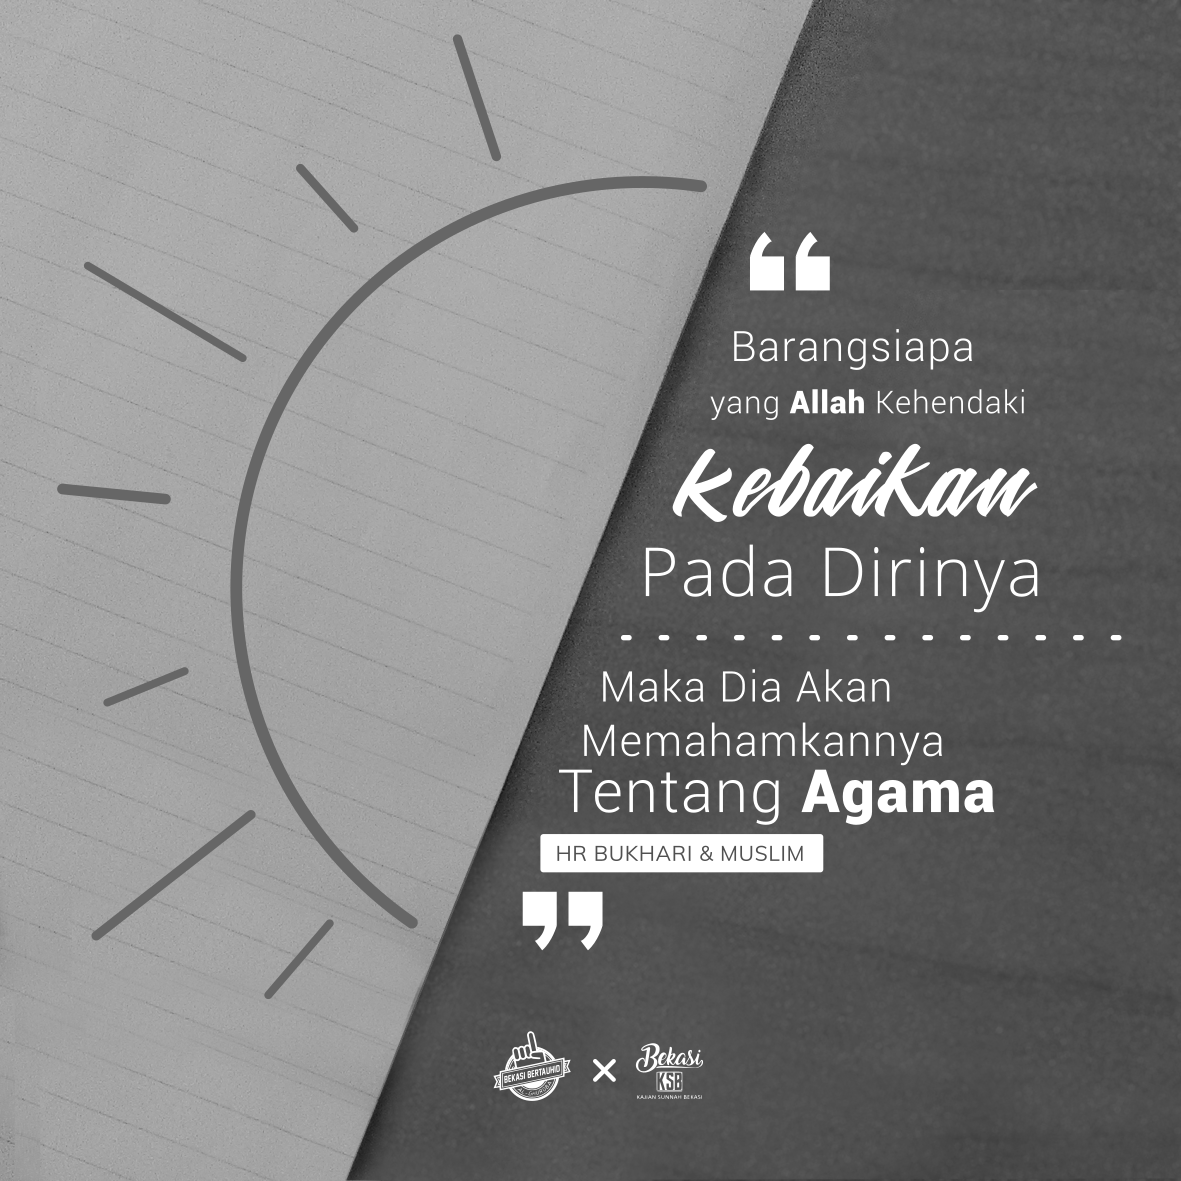 “
Barangsiapa
yang Allah Kehendaki
kebaikan
Pada Dirinya
Maka Dia Akan
Memahamkannya
Tentang Agama
HR BUKHARI & MUSLIM
”
BEKASI BERTAUHID
×
Bekasi
KSB
KAJIAN SUNNAH BEKASI